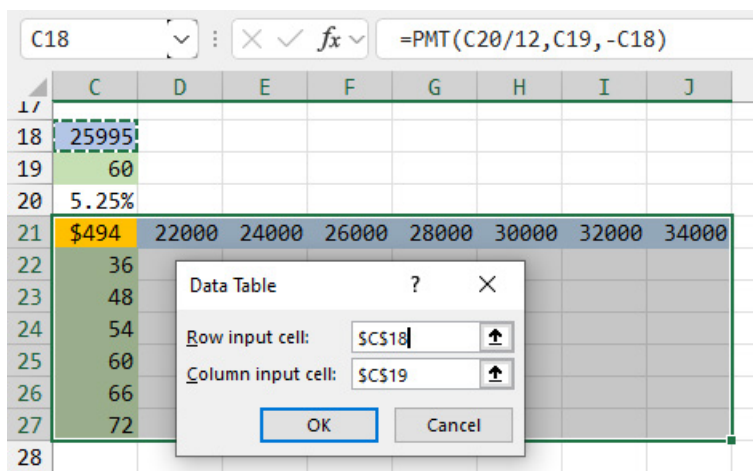 C18 fx =PMT(C20/12,C19,-C18)
C D E F G H I J
17
18 25995
19 60
20 5.25%
21 $494 22000 24000 26000 28000 30000 32000 34000
22 36
23 48
24 54
25 60
26 66
27 72
28
Data Table ? X
Row input cell: $C$18
Column input cell: $C$19
OK Cancel